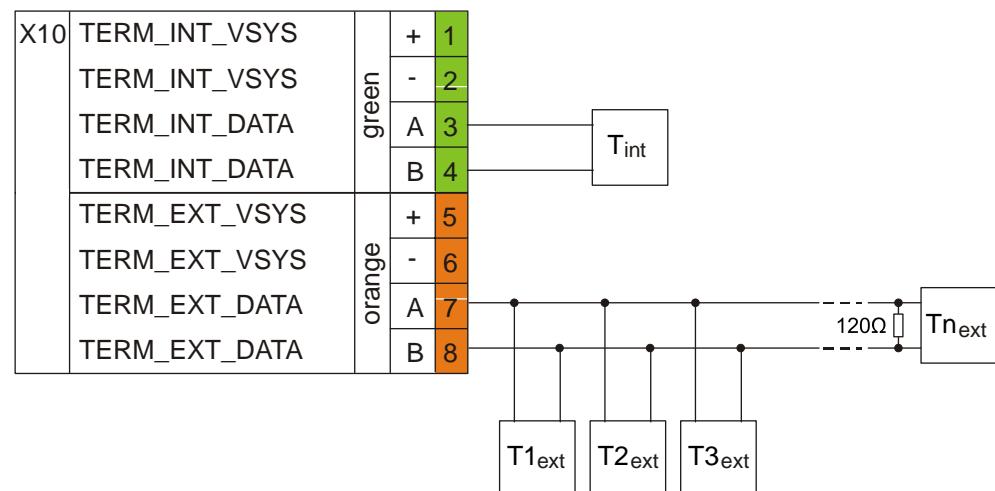 X10 TERM_INT_VSYS + 1
TERM_INT_VSYS - 2
TERM_INT_DATA A 3
TERM_INT_DATA B 4
green
Tint
TERM_EXT_VSYS + 5
TERM_EXT_VSYS - 6
TERM_EXT_DATA A 7
TERM_EXT_DATA B 8
orange
120Ω
Tnext
T1ext T2ext T3ext